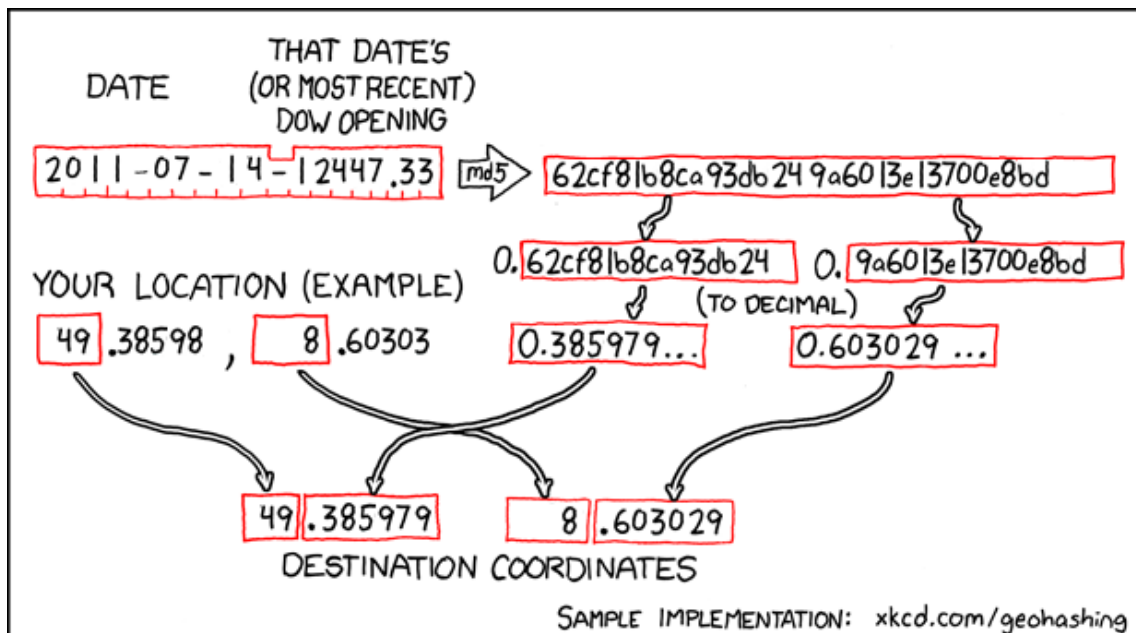 DATE
THAT DATE'S
(OR MOST RECENT)
DOW OPENING
2011-07-14-12447.33
md5
62cf81b8ca93db249a6013e13700e8bd
0.62cf81b8ca93db24
0.9a6013e13700e8bd
(TO DECIMAL)
YOUR LOCATION (EXAMPLE)
49.38598, 8.60303
0.385979...
0.603029...
49.385979
8.603029
DESTINATION COORDINATES
SAMPLE IMPLEMENTATION: xkcd.com/geohashing